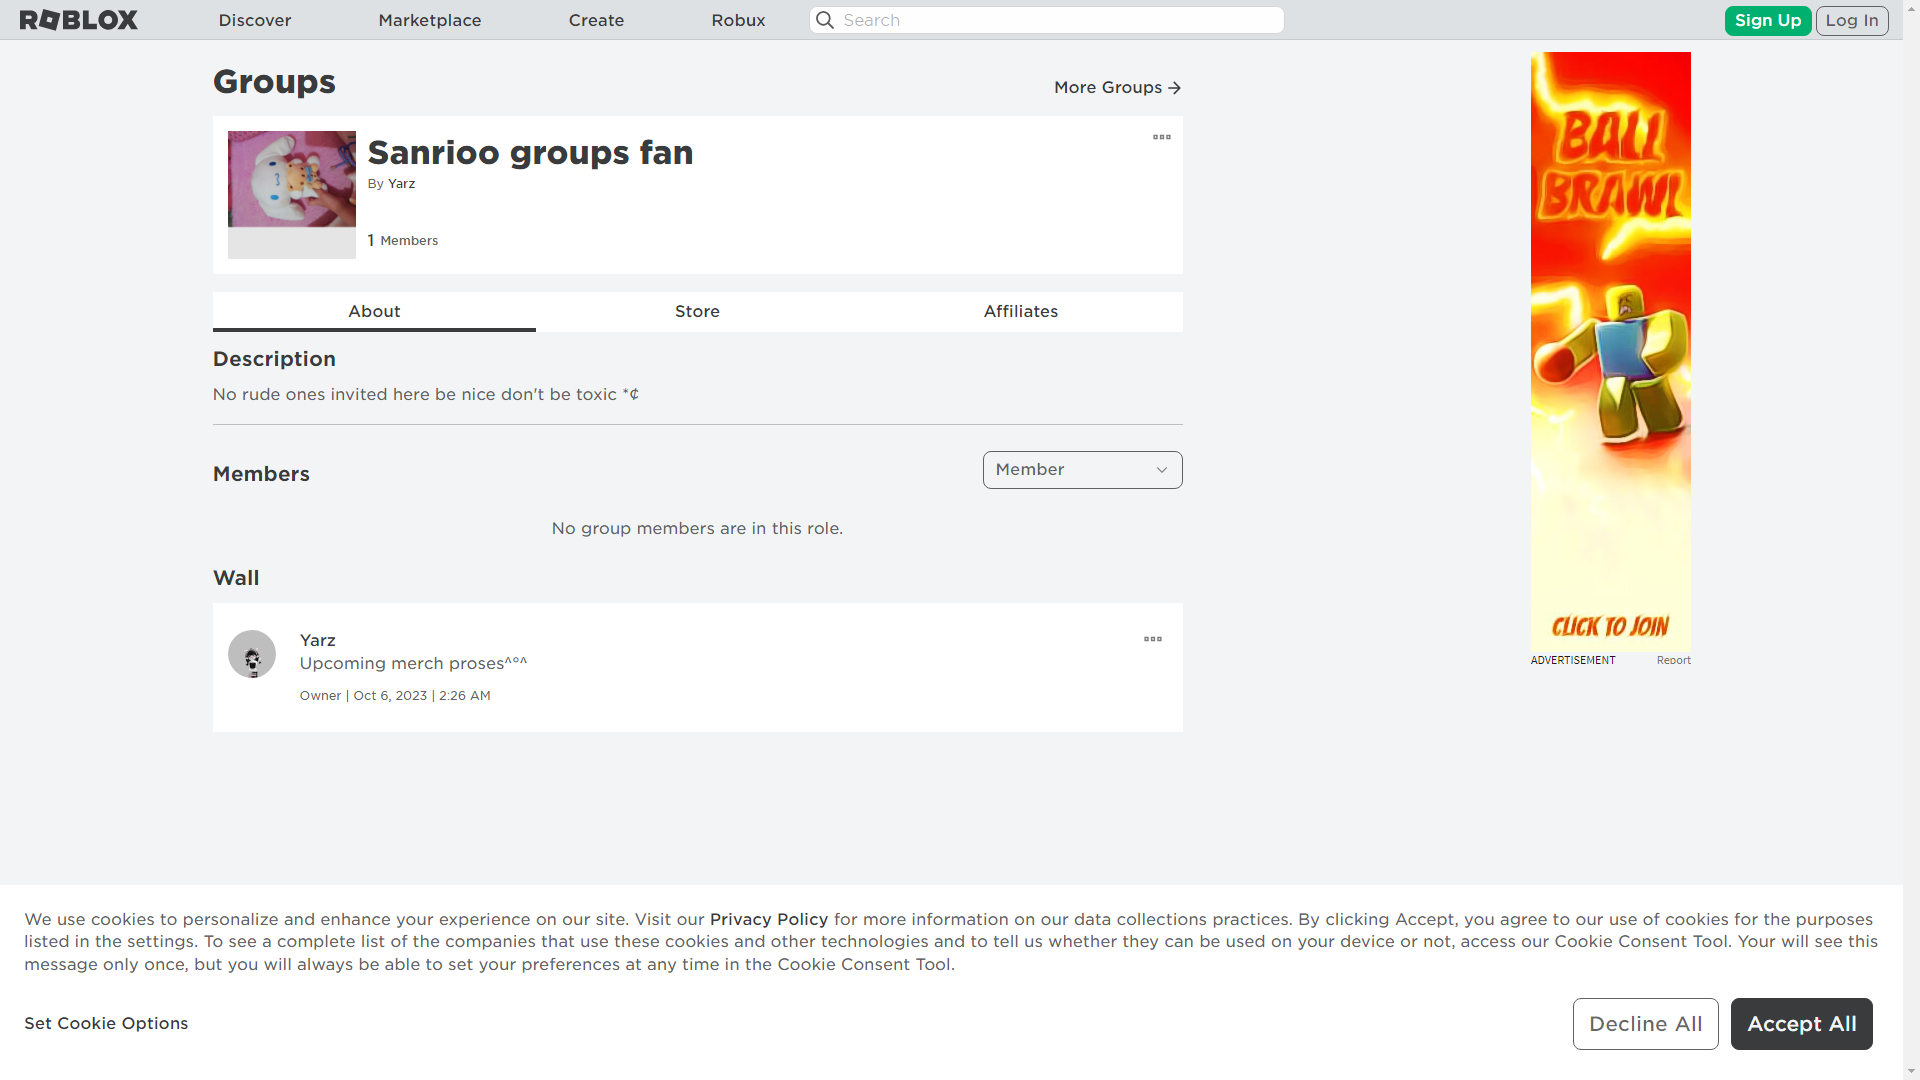 ROBLOX
Discover
Marketplace
Create
Robux
Search
Sign Up
Log In
Groups
More Groups
Sanrioo groups fan
By Yarz
1 Members
About
Store
Affiliates
Description
No rude ones invited here be nice don't be toxic *¢
Members
Member
No group members are in this role.
Wall
Yarz
Upcoming merch proses^°^
Owner | Oct 6, 2023 | 2:26 AM
BALL
BRAWL
CLICK TO JOIN
ADVERTISEMENT
Report
We use cookies to personalize and enhance your experience on our site. Visit our Privacy Policy for more information on our data collections practices. By clicking Accept, you agree to our use of cookies for the purposes
listed in the settings. To see a complete list of the companies that use these cookies and other technologies and to tell us whether they can be used on your device or not, access our Cookie Consent Tool. Your will see this
message only once, but you will always be able to set your preferences at any time in the Cookie Consent Tool.
Set Cookie Options
Decline All
Accept All